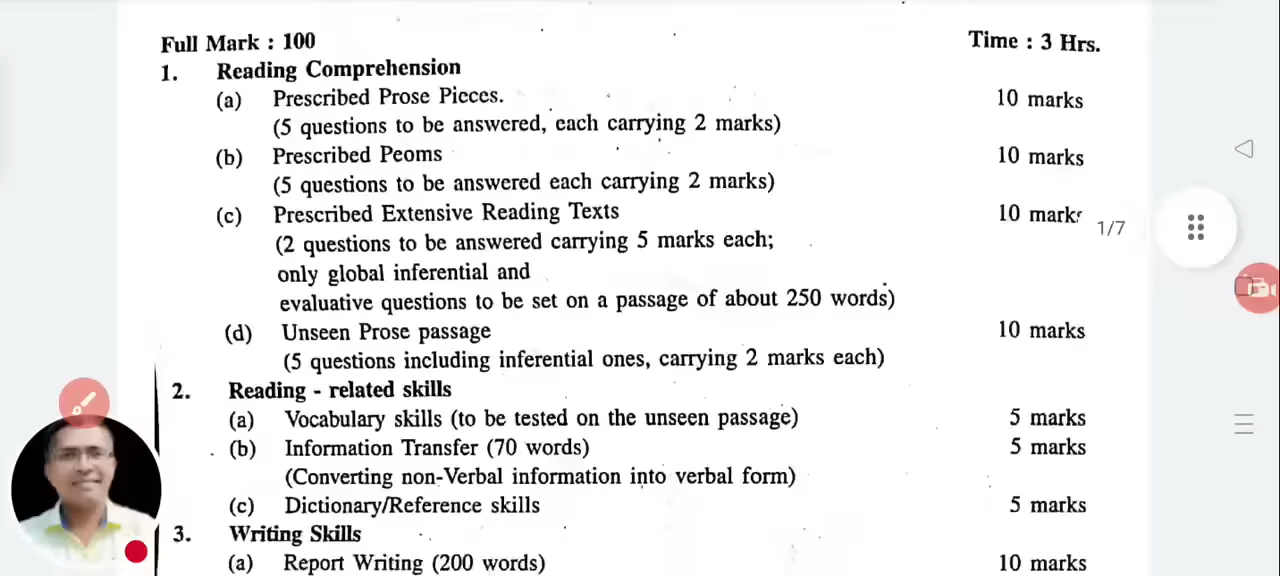 Full Mark : 100 Time : 3 Hrs.
1. Reading Comprehension
(a) Prescribed Prose Pieces. 10 marks
(5 questions to be answered, each carrying 2 marks)
(b) Prescribed Peoms 10 marks
(5 questions to be answered each carrying 2 marks)
(c) Prescribed Extensive Reading Texts 10 marks
1/7
(2 questions to be answered carrying 5 marks each;
only global inferential and
evaluative questions to be set on a passage of about 250 words)
(d) Unseen Prose passage 10 marks
(5 questions including inferential ones, carrying 2 marks each)
2. Reading - related skills
(a) Vocabulary skills (to be tested on the unseen passage) 5 marks
(b) Information Transfer (70 words) 5 marks
(Converting non-Verbal information into verbal form)
(c) Dictionary/Reference skills 5 marks
3. Writing Skills
(a) Report Writing (200 words) 10 marks